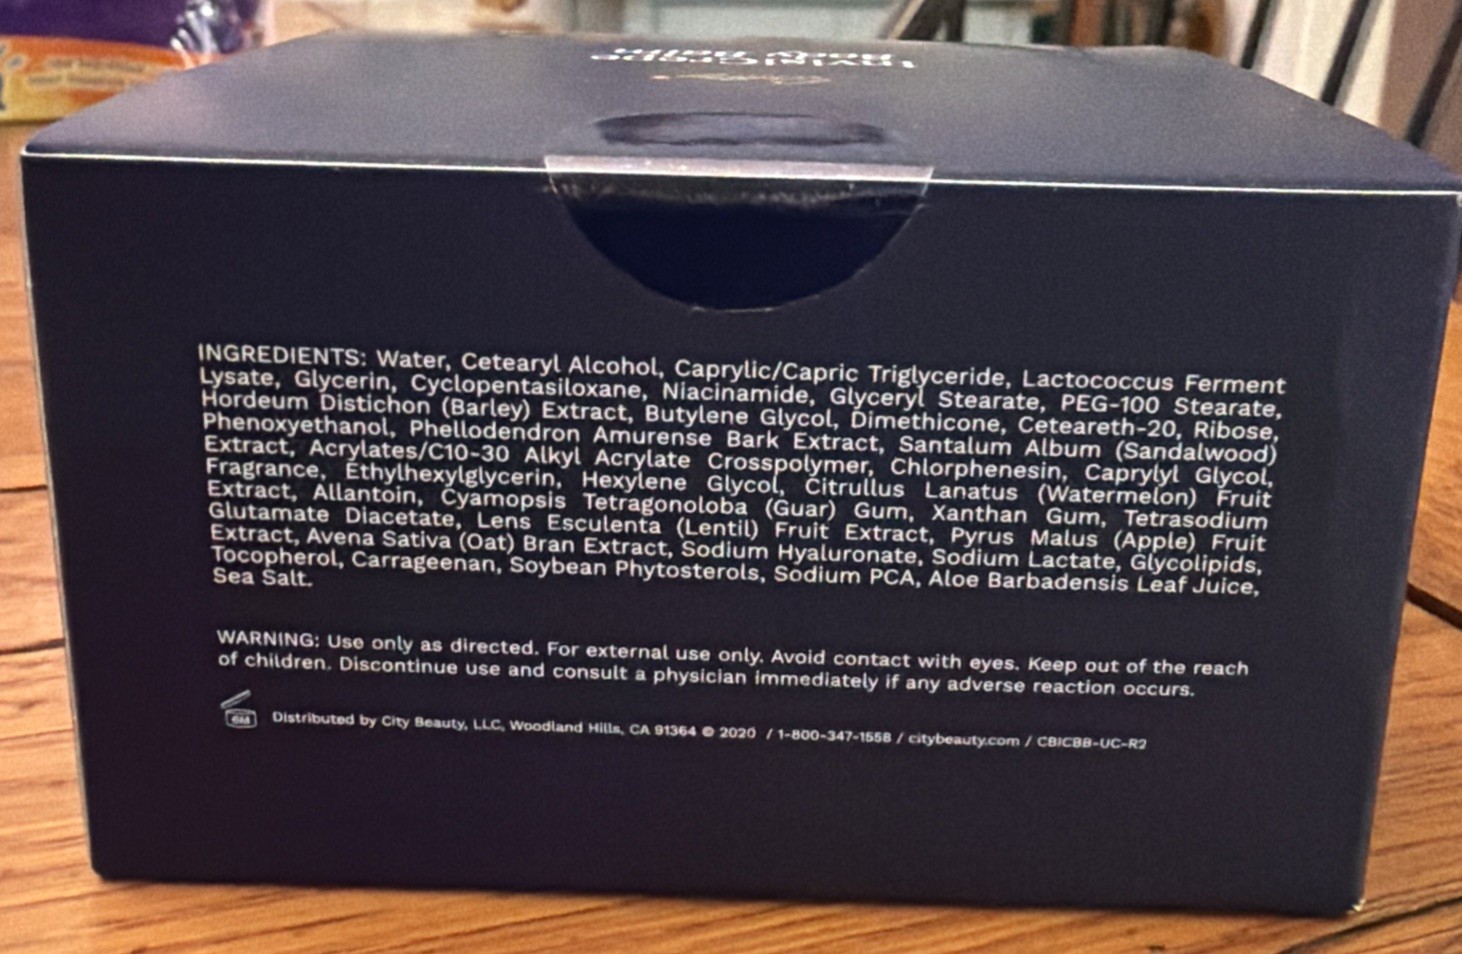 InvisiCrepe
Body Balm
INGREDIENTS: Water, Cetearyl Alcohol, Caprylic/Capric Triglyceride, Lactococcus Ferment
Lysate, Glycerin, Cyclopentasiloxane, Niacinamide, Glyceryl Stearate, PEG-100 Stearate,
Hordeum Distichon (Barley) Extract, Butylene Glycol, Dimethicone, Ceteareth-20, Ribose,
Phenoxyethanol, Phellodendron Amurense Bark Extract, Santalum Album (Sandalwood)
Extract, Acrylates/C10-30 Alkyl Acrylate Crosspolymer, Chlorphenesin, Caprylyl Glycol,
Fragrance, Ethylhexylglycerin, Hexylene Glycol, Citrullus Lanatus (Watermelon) Fruit
Extract, Allantoin, Cyamopsis Tetragonoloba (Guar) Gum, Xanthan Gum, Tetrasodium
Glutamate Diacetate, Lens Esculenta (Lentil) Fruit Extract, Pyrus Malus (Apple) Fruit
Extract, Avena Sativa (Oat) Bran Extract, Sodium Hyaluronate, Sodium Lactate, Glycolipids,
Tocopherol, Carrageenan, Soybean Phytosterols, Sodium PCA, Aloe Barbadensis Leaf Juice,
Sea Salt.
WARNING: Use only as directed. For external use only. Avoid contact with eyes. Keep out of the reach
of children. Discontinue use and consult a physician immediately if any adverse reaction occurs.
6M Distributed by City Beauty, LLC, Woodland Hills, CA 91364 © 2020 / 1-800-347-1558 / citybeauty.com / CBICBB-UC-R2